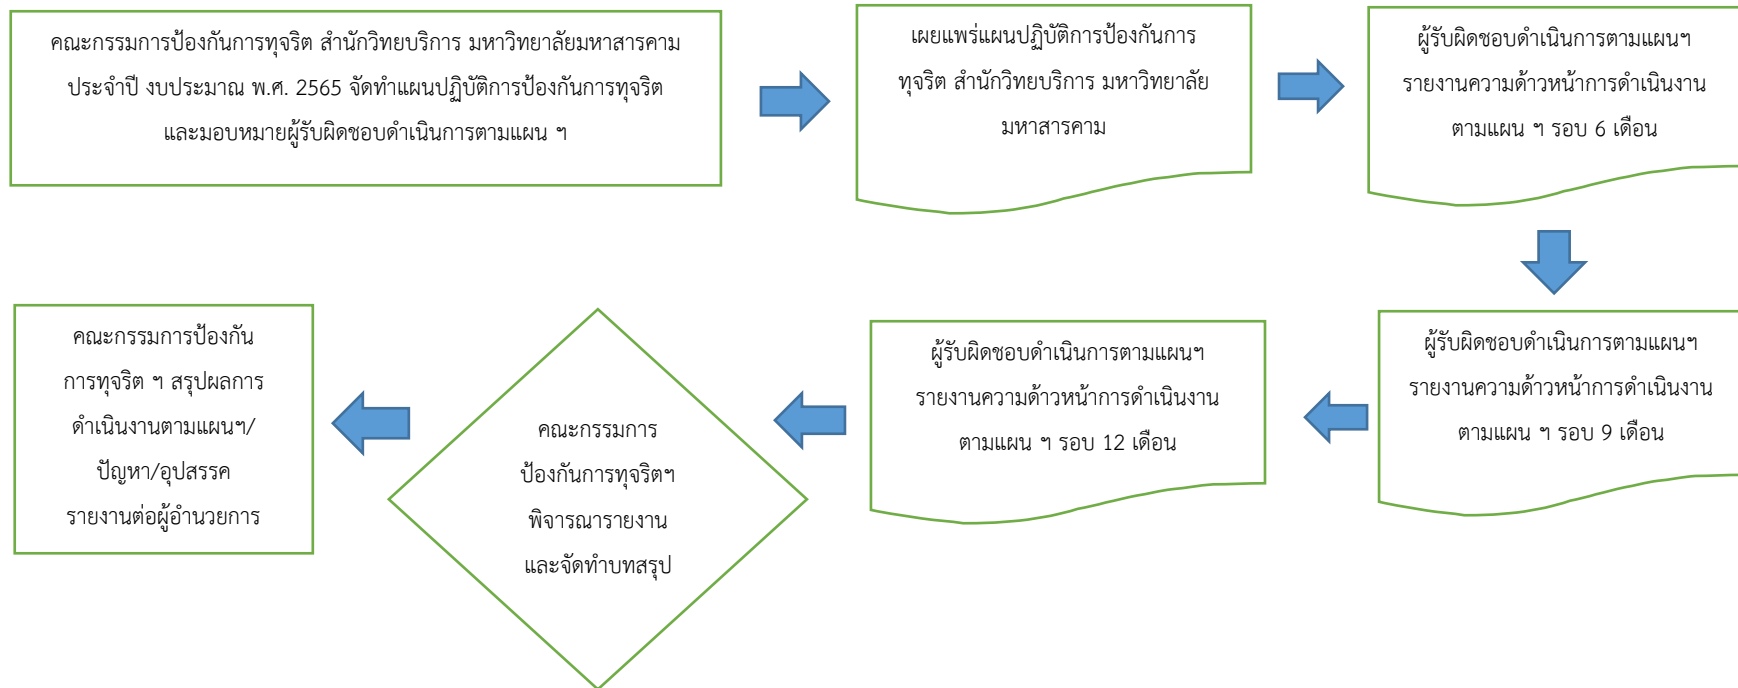 คณะกรรมการป้องกันการทุจริต สำนักวิทยบริการ มหาวิทยาลัยมหาสารคาม
ประจำปี งบประมาณ พ.ศ. 2565 จัดทำแผนปฏิบัติการป้องกันการทุจริต
และมอบหมายผู้รับผิดชอบดำเนินการตามแผน ฯ
เผยแพร่แผนปฏิบัติการป้องกันการ
ทุจริต สำนักวิทยบริการ มหาวิทยาลัย
มหาสารคาม
ผู้รับผิดชอบดำเนินการตามแผนฯ
รายงานความด้าวหน้าการดำเนินงาน
ตามแผน ฯ รอบ 6 เดือน
ผู้รับผิดชอบดำเนินการตามแผนฯ
รายงานความด้าวหน้าการดำเนินงาน
ตามแผน ฯ รอบ 9 เดือน
ผู้รับผิดชอบดำเนินการตามแผนฯ
รายงานความด้าวหน้าการดำเนินงาน
ตามแผน ฯ รอบ 12 เดือน
คณะกรรมการ
ป้องกันการทุจริตฯ
พิจารณารายงาน
และจัดทำบทสรุป
คณะกรรมการป้องกัน
การทุจริต ฯ สรุปผลการ
ดำเนินงานตามแผนฯ/
ปัญหา/อุปสรรค
รายงานต่อผู้อำนวยการ